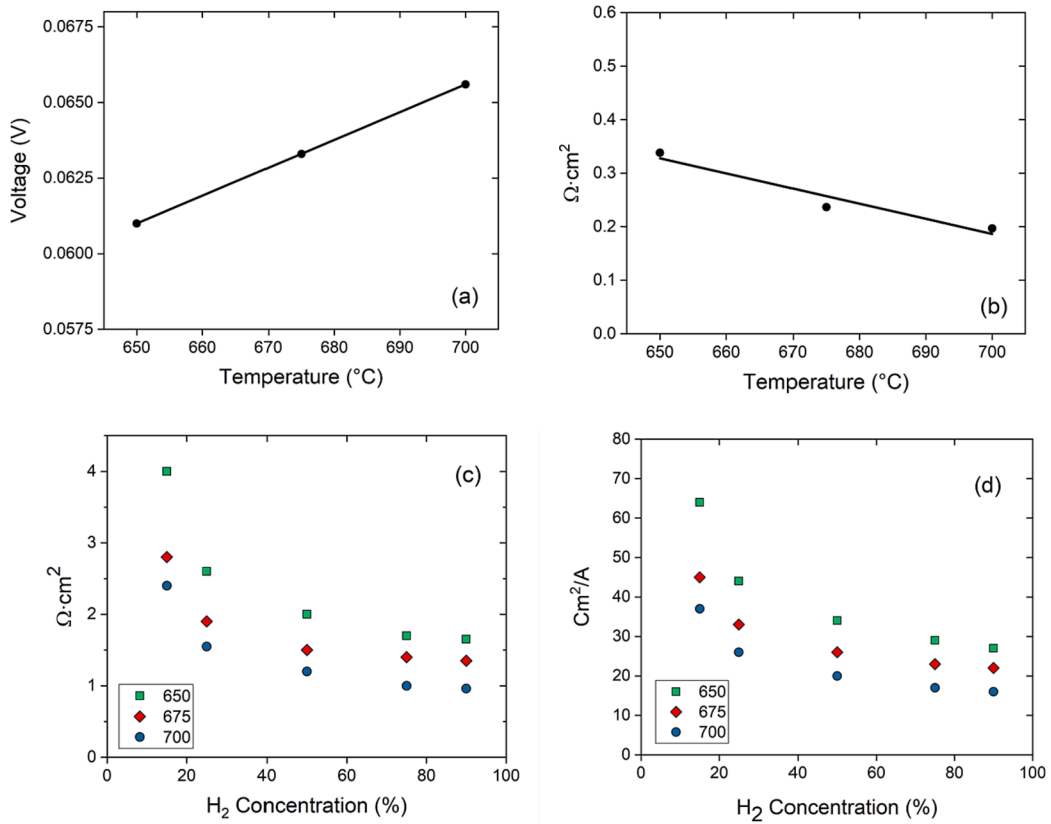 0.0675
0.0650
0.0625
0.0600
0.0575
Voltage (V)
(a)
650 660 670 680 690 700
Temperature (°C)
0.6
0.5
0.4
0.3
0.2
0.1
0.0
Ω·cm²
(b)
650 660 670 680 690 700
Temperature (°C)
4
3
2
1
0
Ω·cm²
(c)
650
675
700
0 20 40 60 80 100
H₂ Concentration (%)
80
70
60
50
40
30
20
10
0
Cm²/A
(d)
650
675
700
0 20 40 60 80 100
H₂ Concentration (%)